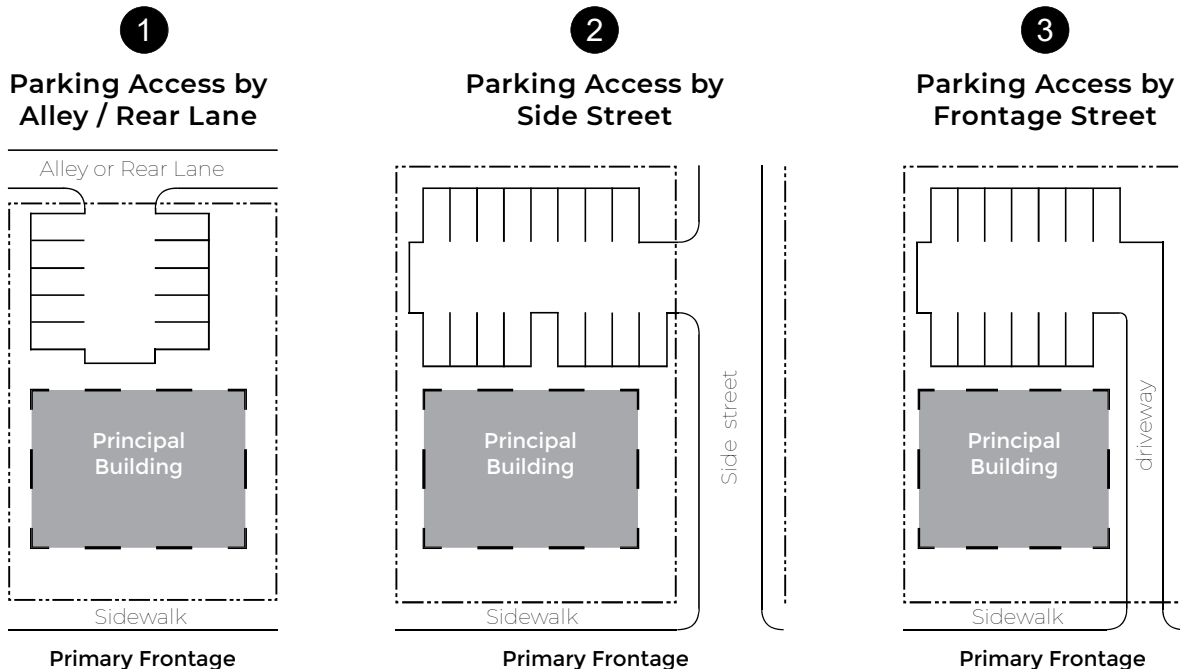 1
Parking Access by
Alley / Rear Lane
Alley or Rear Lane
Principal
Building
Sidewalk
Primary Frontage
2
Parking Access by
Side Street
Principal
Building
Side street
Sidewalk
Primary Frontage
3
Parking Access by
Frontage Street
Principal
Building
driveway
Sidewalk
Primary Frontage